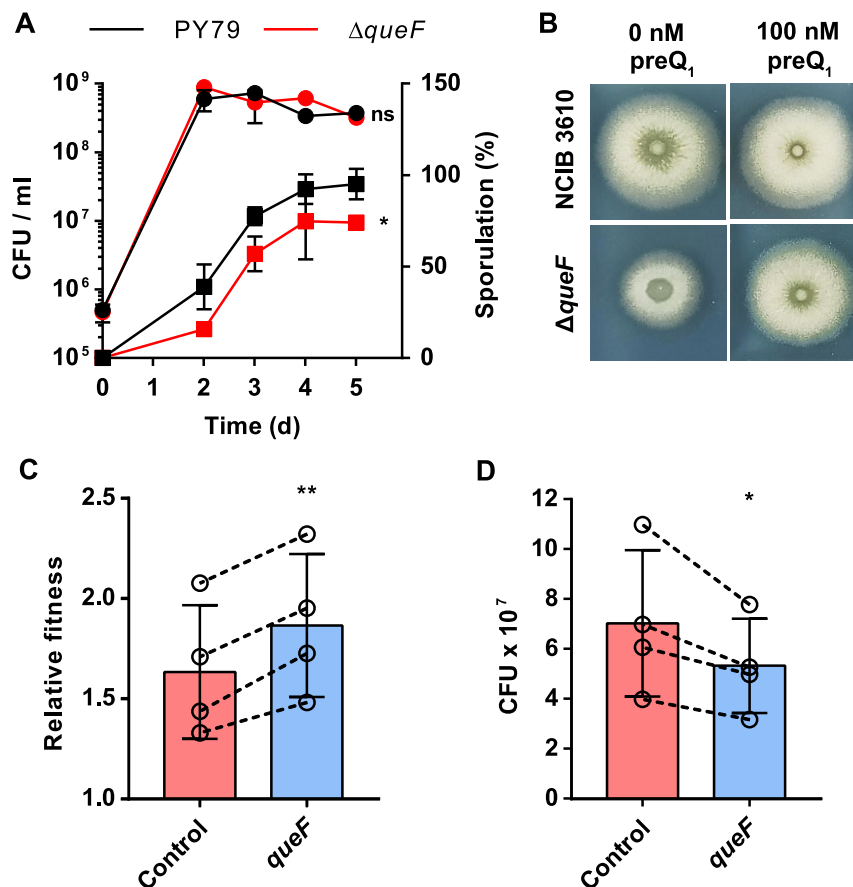 A
PY79
ΔqueF
10⁹
10⁸
10⁷
10⁶
10⁵
CFU / ml
150
100
50
0
Sporulation (%)
ns
*
0 1 2 3 4 5
Time (d)
B
0 nM 100 nM
preQ₁ preQ₁
NCIB 3610
ΔqueF
C
**
2.5
2.0
1.5
1.0
Relative fitness
Control queF
D
*
12
10
8
6
4
2
0
CFU x 10⁷
Control queF